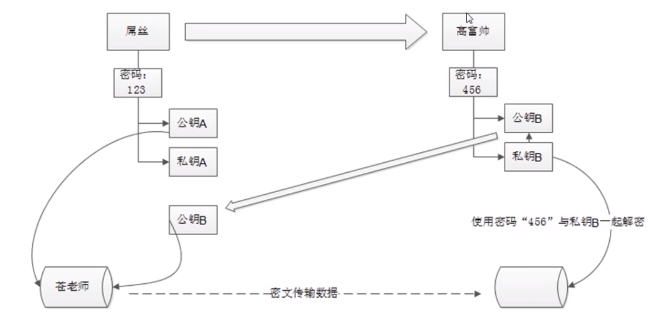 屌丝
高富帅
密码：
123
密码：
456
公钥A
公钥B
私钥A
私钥B
公钥B
使用密码“456”与私钥B一起解密
苍老师
密文传输数据